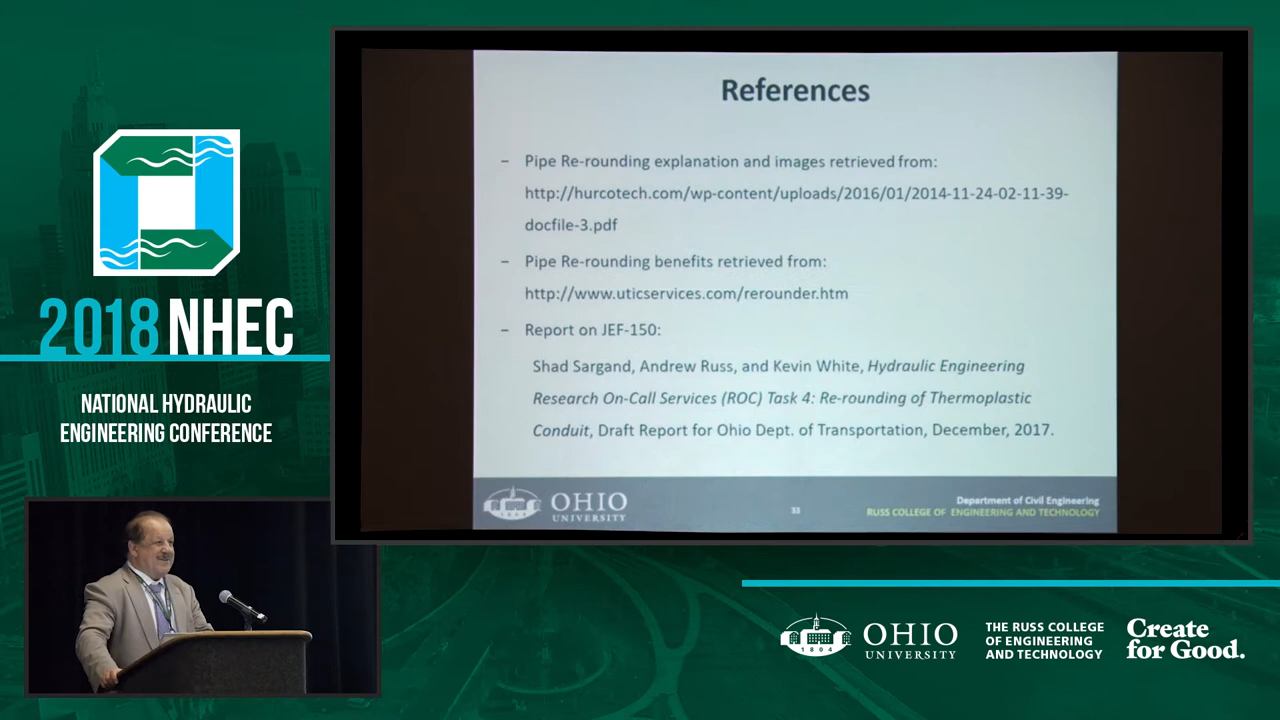 References
– Pipe Re-rounding explanation and images retrieved from:
http://hurcotech.com/wp-content/uploads/2016/01/2014-11-24-02-11-39-
docfile-3.pdf
– Pipe Re-rounding benefits retrieved from:
http://www.uticservices.com/rerounder.htm
– Report on JEF-150:
Shad Sargand, Andrew Russ, and Kevin White, Hydraulic Engineering
Research On-Call Services (ROC) Task 4: Re-rounding of Thermoplastic
Conduit, Draft Report for Ohio Dept. of Transportation, December, 2017.
1804
OHIO
UNIVERSITY
33
Department of Civil Engineering
RUSS COLLEGE OF ENGINEERING AND TECHNOLOGY
2018 NHEC
NATIONAL HYDRAULIC
ENGINEERING CONFERENCE
1804
OHIO
UNIVERSITY
THE RUSS COLLEGE
OF ENGINEERING
AND TECHNOLOGY
Create
for Good.